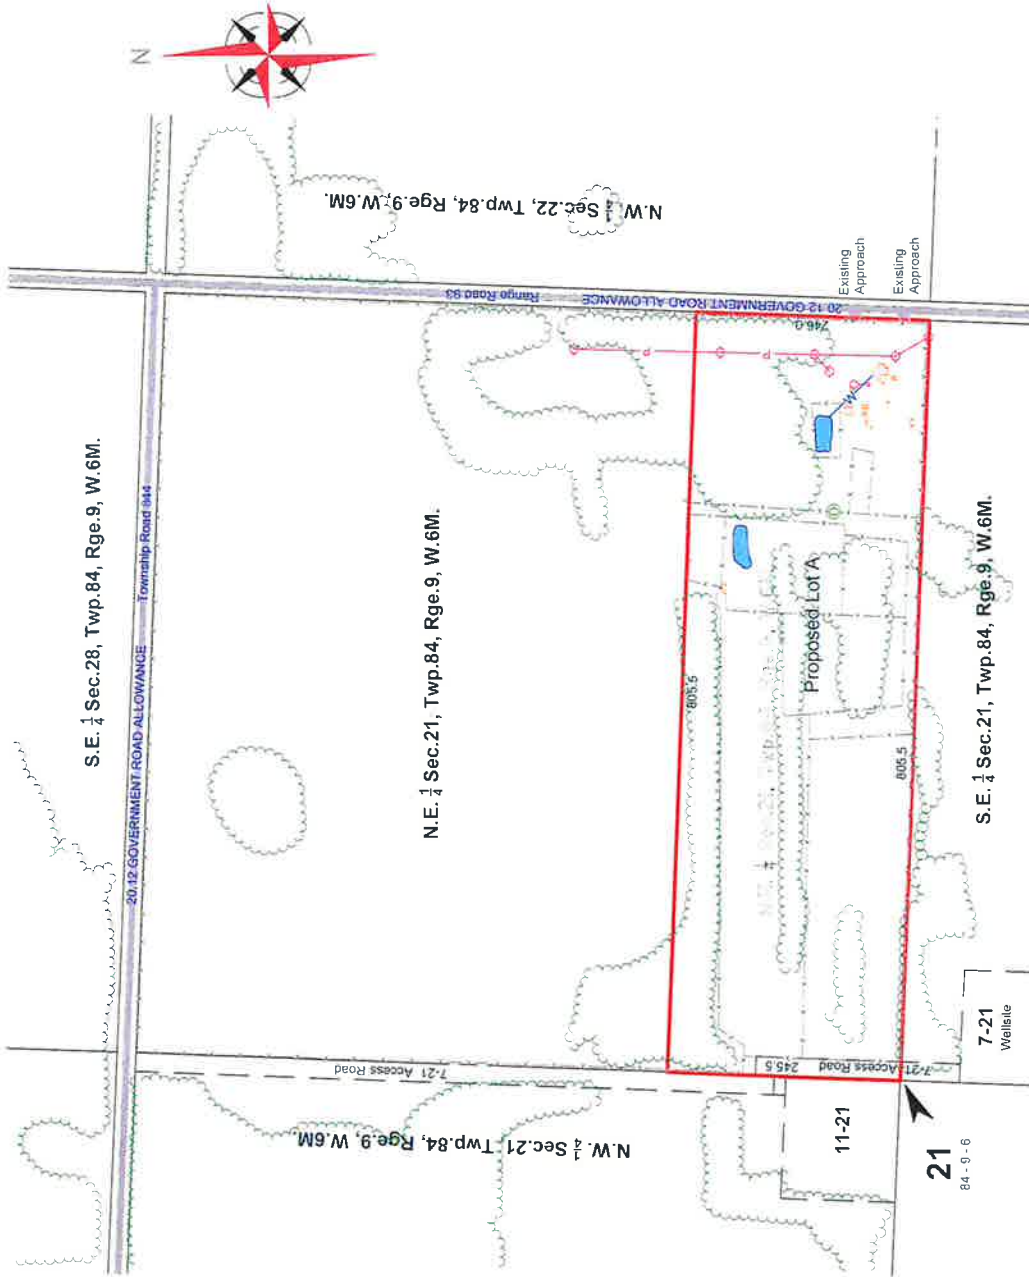 N
S.E. 1/4 Sec.28, Twp.84, Rge.9, W.6M.
20.12 GOVERNMENT ROAD ALLOWANCE
Township Road 844
N.W. 1/4 Sec.22, Twp.84, Rge.9, W.6M.
20.12 GOVERNMENT ROAD ALLOWANCE
Range Road 93
N.E. 1/4 Sec.21, Twp.84, Rge.9, W.6M.
Existing
Approach
Existing
Approach
P
P
W
805.5
Proposed Lot A
805.5
245.5
7-21 Access Road
7-21 Access Road
N.W. 1/4 Sec.21, Twp.84, Rge.9, W.6M.
S.E. 1/4 Sec.21, Twp.84, Rge.9, W.6M.
11-21
7-21
Wellsite
21
84-9-6